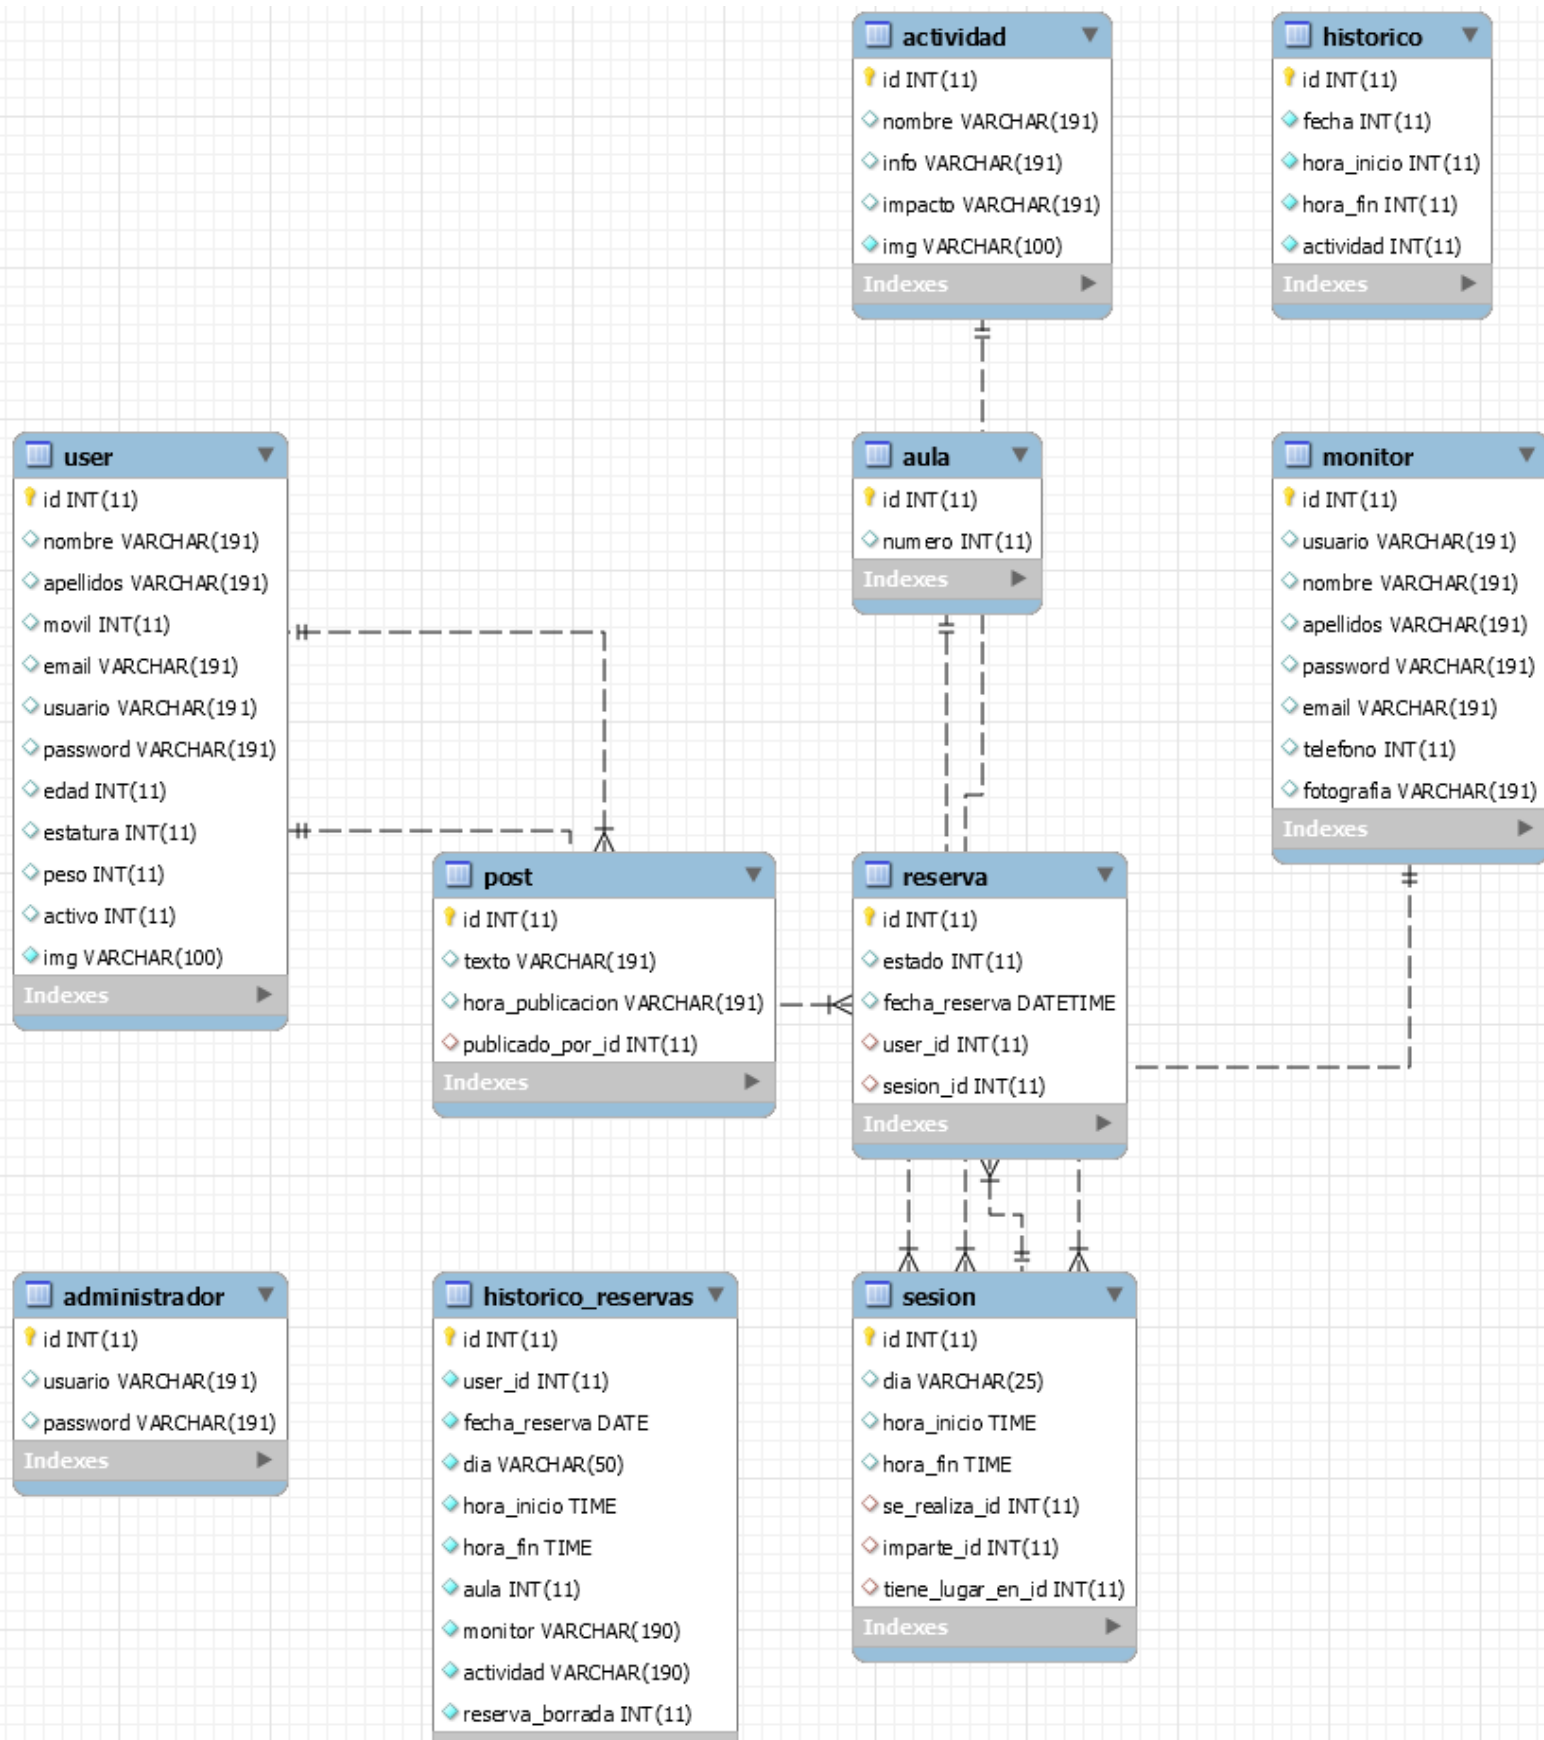 actividad
id INT(11)
nombre VARCHAR(191)
info VARCHAR(191)
impacto VARCHAR(191)
img VARCHAR(100)
Indexes
historico
id INT(11)
fecha INT(11)
hora_inicio INT(11)
hora_fin INT(11)
actividad INT(11)
Indexes
user
id INT(11)
nombre VARCHAR(191)
apellidos VARCHAR(191)
movil INT(11)
email VARCHAR(191)
usuario VARCHAR(191)
password VARCHAR(191)
edad INT(11)
estatura INT(11)
peso INT(11)
activo INT(11)
img VARCHAR(100)
Indexes
aula
id INT(11)
numero INT(11)
Indexes
monitor
id INT(11)
usuario VARCHAR(191)
nombre VARCHAR(191)
apellidos VARCHAR(191)
password VARCHAR(191)
email VARCHAR(191)
telefono INT(11)
fotografia VARCHAR(191)
Indexes
post
id INT(11)
texto VARCHAR(191)
hora_publicacion VARCHAR(191)
publicado_por_id INT(11)
Indexes
reserva
id INT(11)
estado INT(11)
fecha_reserva DATETIME
user_id INT(11)
sesion_id INT(11)
Indexes
administrador
id INT(11)
usuario VARCHAR(191)
password VARCHAR(191)
Indexes
historico_reservas
id INT(11)
user_id INT(11)
fecha_reserva DATE
dia VARCHAR(50)
hora_inicio TIME
hora_fin TIME
aula INT(11)
monitor VARCHAR(190)
actividad VARCHAR(190)
reserva_borrada INT(11)
sesion
id INT(11)
dia VARCHAR(25)
hora_inicio TIME
hora_fin TIME
se_realiza_id INT(11)
imparte_id INT(11)
tiene_lugar_en_id INT(11)
Indexes